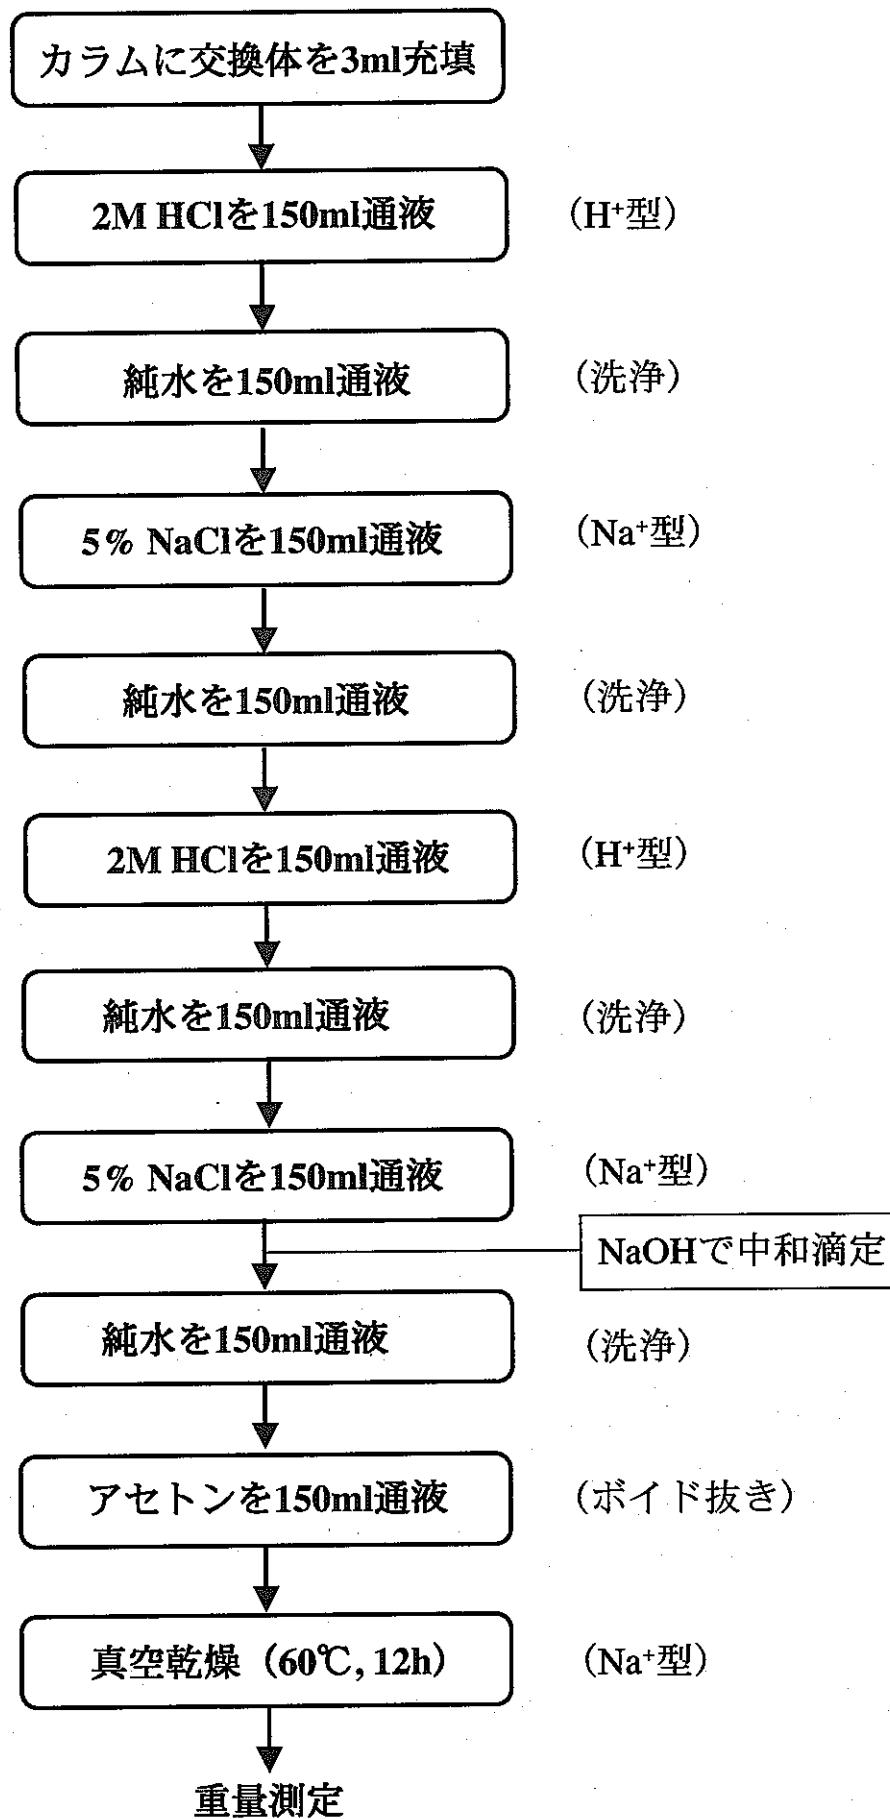 カラムに交換体を3ml充填
2M HClを150ml通液
(H⁺型)
純水を150ml通液
(洗浄)
5% NaClを150ml通液
(Na⁺型)
純水を150ml通液
(洗浄)
2M HClを150ml通液
(H⁺型)
純水を150ml通液
(洗浄)
5% NaClを150ml通液
(Na⁺型)
NaOHで中和滴定
純水を150ml通液
(洗浄)
アセトンを150ml通液
(ボイド抜き)
真空乾燥（60℃, 12h）
(Na⁺型)
重量測定